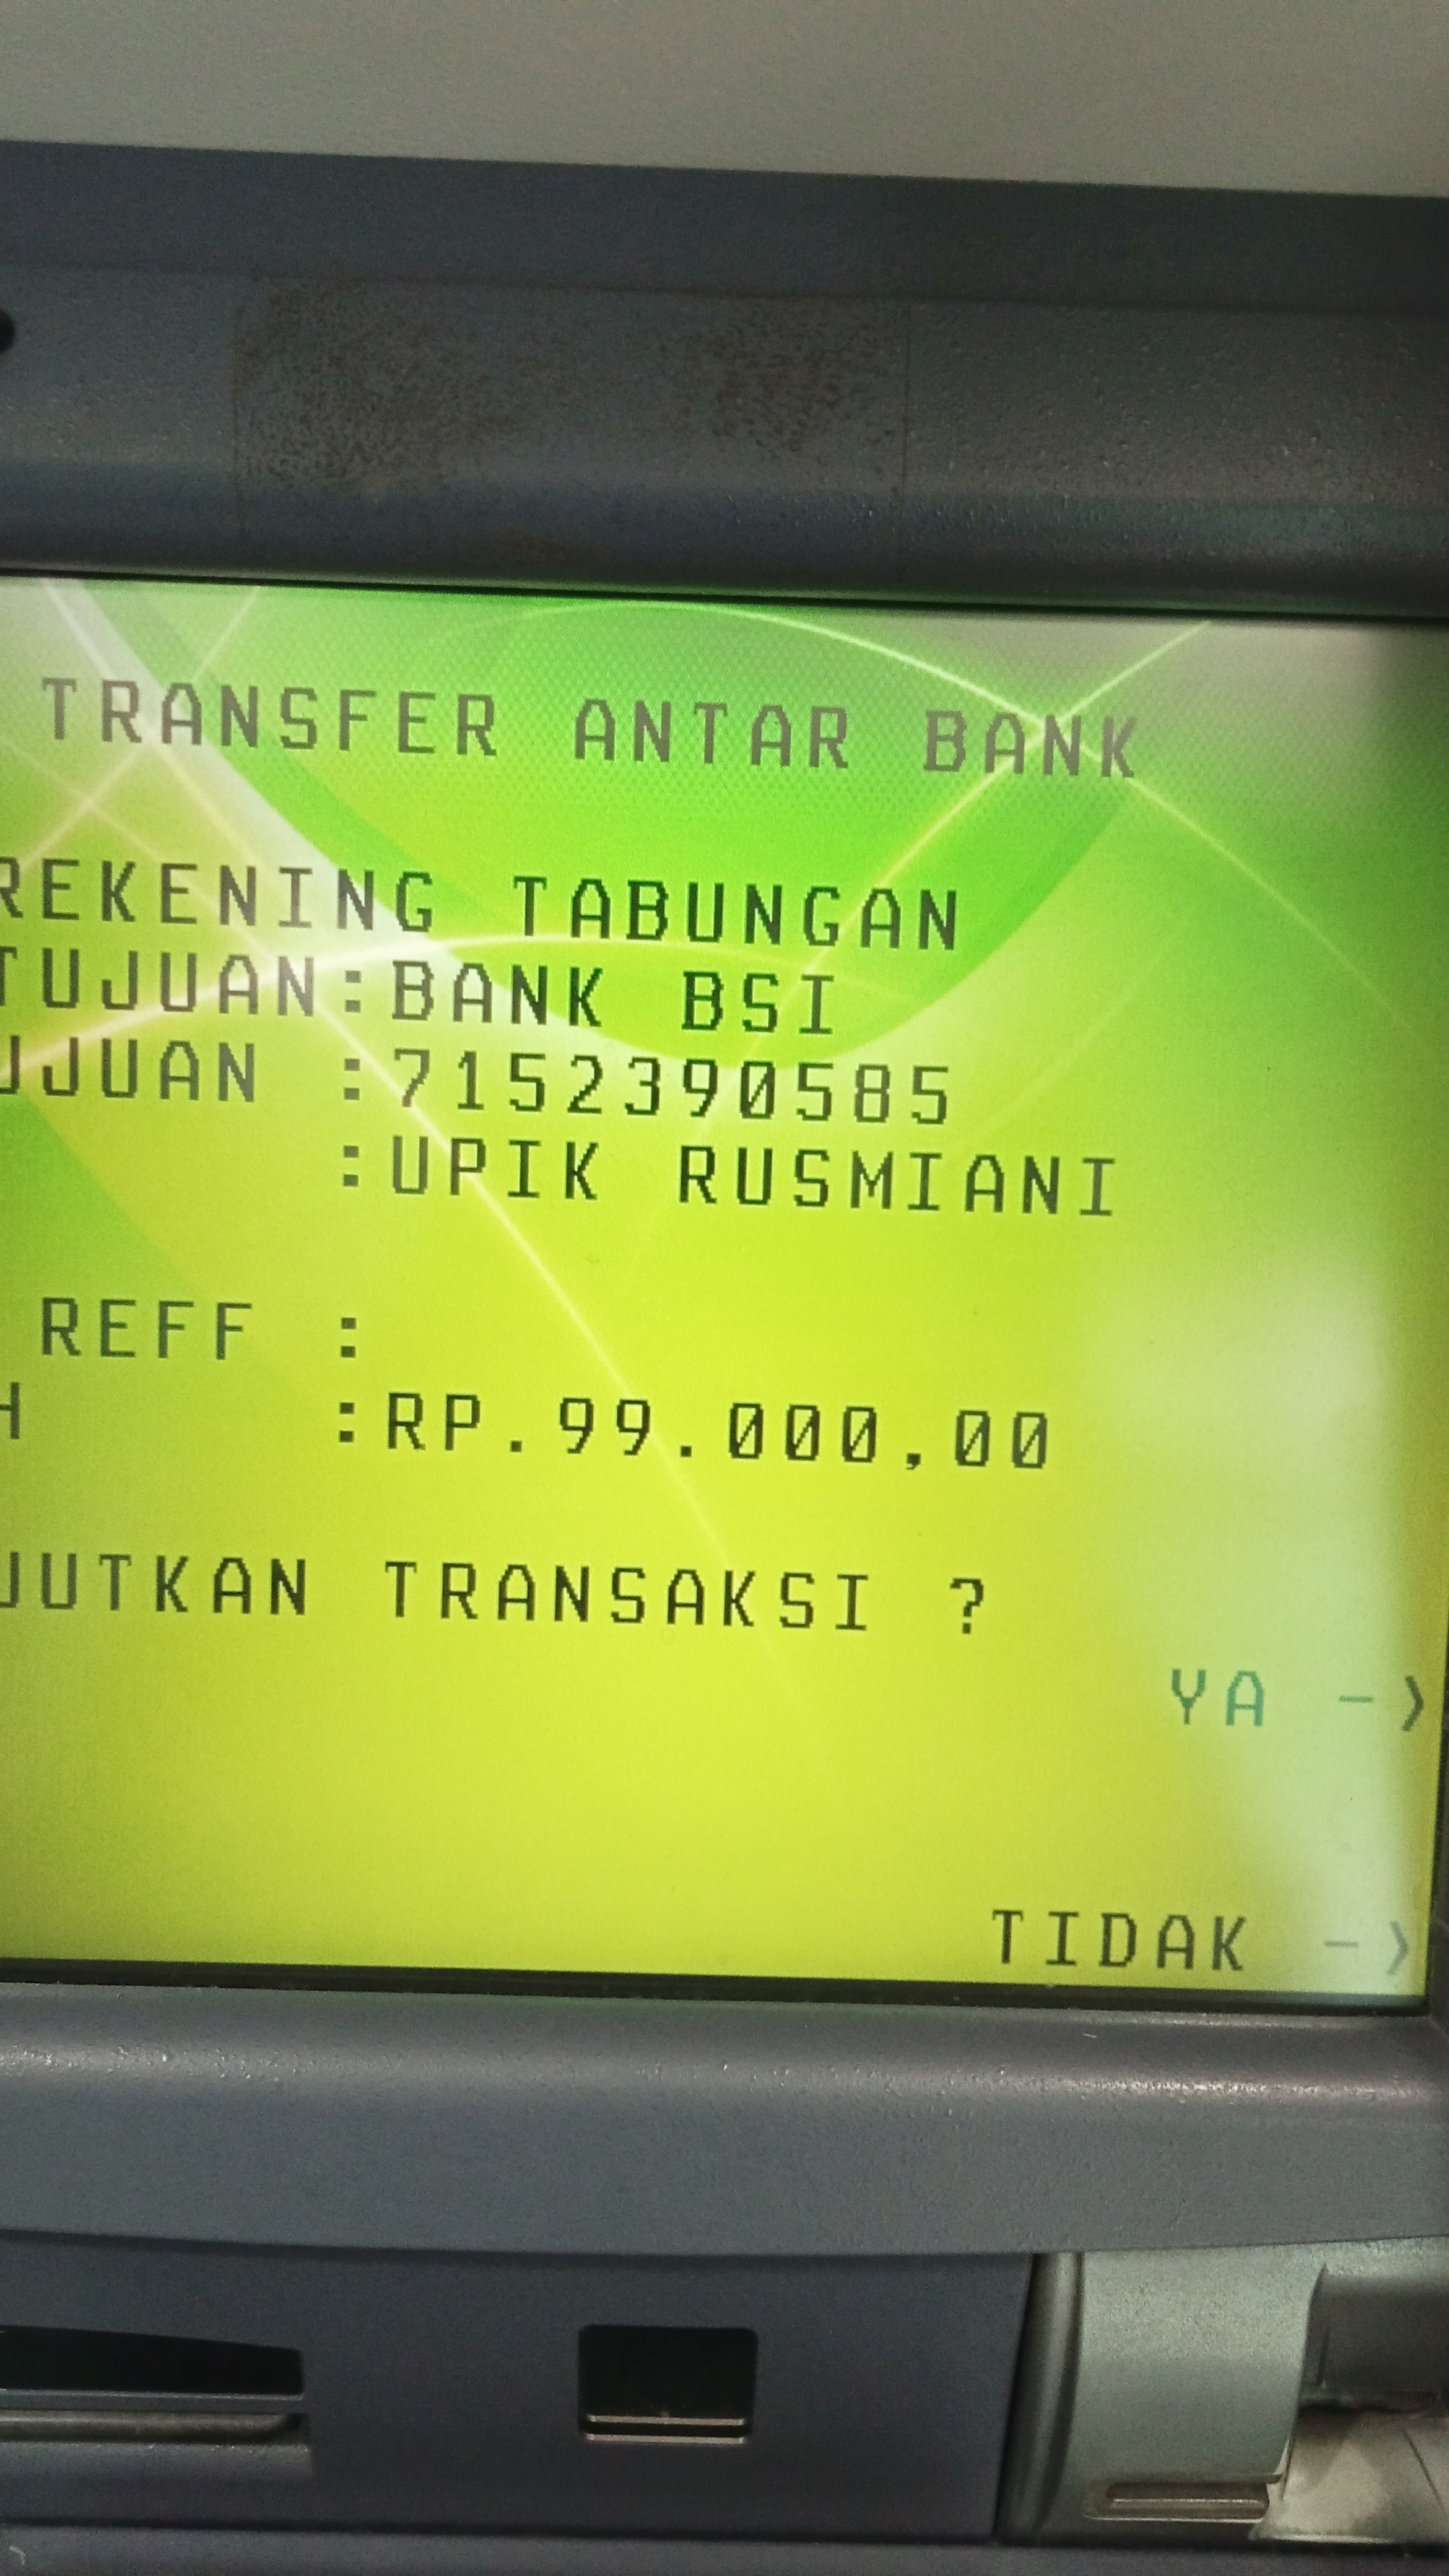 TRANSFER ANTAR BANK
REKENING TABUNGAN
TUJUAN:BANK BSI
UJUAN :7152390585
:UPIK RUSMIANI
REFF :
H :RP.99.000,00
JUTKAN TRANSAKSI ?
YA ->
TIDAK ->